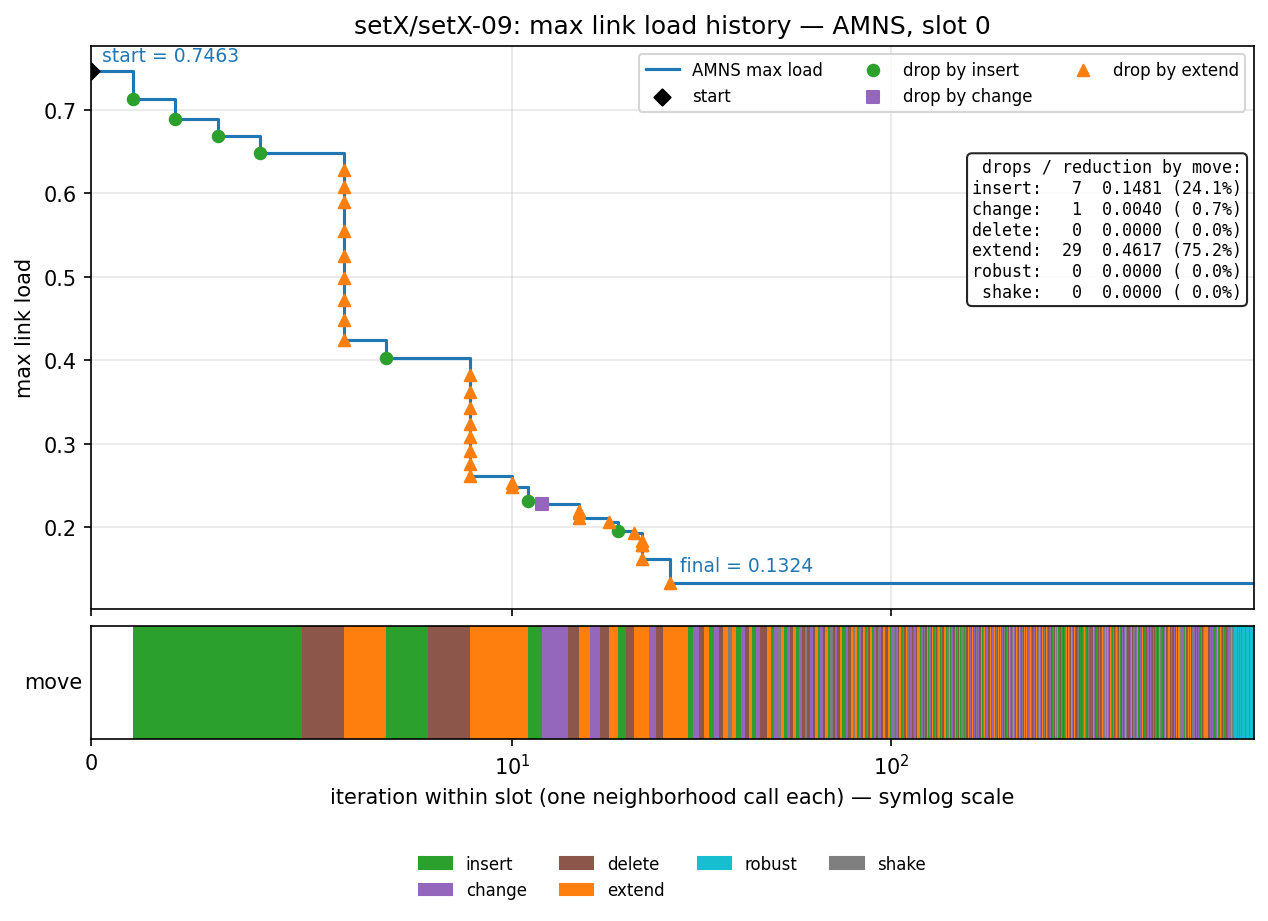 setX/setX-09: max link load history — AMNS, slot 0
start = 0.7463
AMNS max load
start
drop by insert
drop by change
drop by extend
drops / reduction by move:
insert: 7 0.1481 (24.1%)
change: 1 0.0040 ( 0.7%)
delete: 0 0.0000 ( 0.0%)
extend: 29 0.4617 (75.2%)
robust: 0 0.0000 ( 0.0%)
shake: 0 0.0000 ( 0.0%)
max link load
0.7
0.6
0.5
0.4
0.3
0.2
final = 0.1324
move
0
10¹
10²
iteration within slot (one neighborhood call each) — symlog scale
insert
change
delete
extend
robust
shake